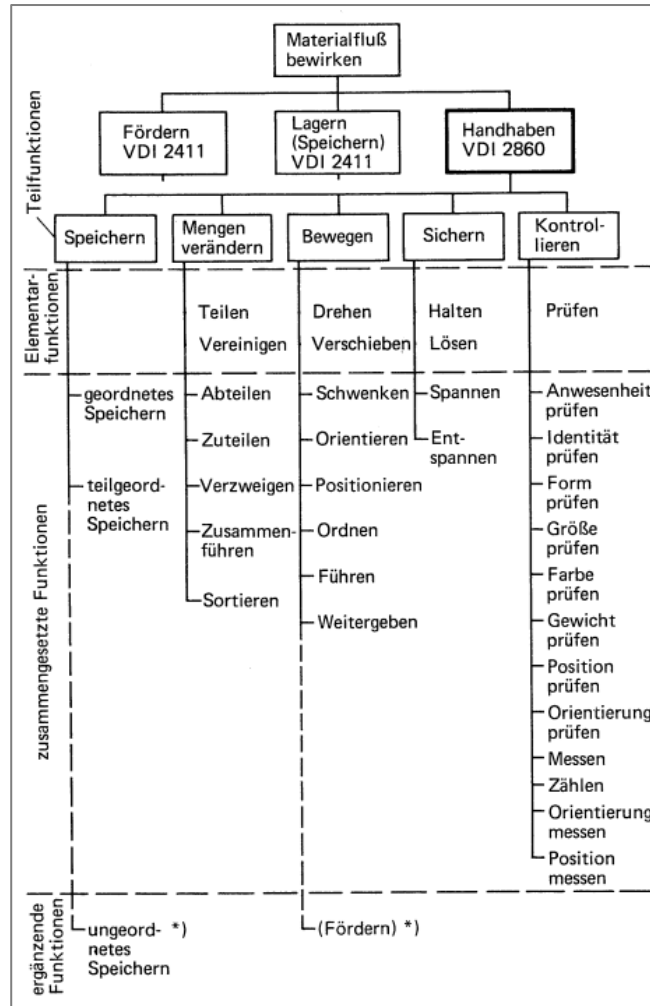 Materialfluß
bewirken
Fördern
VDI 2411
Lagern
(Speichern)
VDI 2411
Handhaben
VDI 2860
Teilfunktionen
Speichern
Mengen
verändern
Bewegen
Sichern
Kontrol-
lieren
Elementar-
funktionen
Teilen
Vereinigen
Drehen
Verschieben
Halten
Lösen
Prüfen
zusammengesetzte Funktionen
geordnetes
Speichern
teilgeord-
netes
Speichern
Abteilen
Zuteilen
Verzweigen
Zusammen-
führen
Sortieren
Schwenken
Orientieren
Positionieren
Ordnen
Führen
Weitergeben
Spannen
Ent-
spannen
Anwesenheit
prüfen
Identität
prüfen
Form
prüfen
Größe
prüfen
Farbe
prüfen
Gewicht
prüfen
Position
prüfen
Orientierung
prüfen
Messen
Zählen
Orientierung
messen
Position
messen
ergänzende
Funktionen
ungeord- *)
netes
Speichern
(Fördern) *)